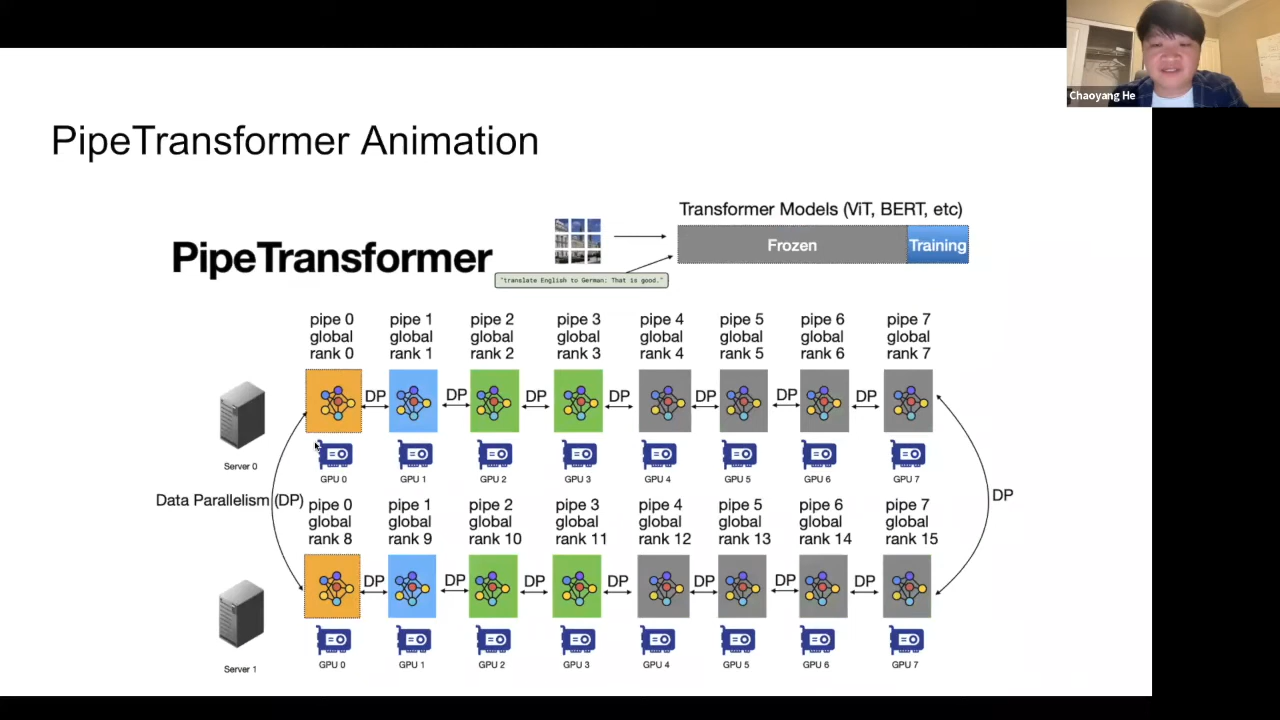 Chaoyang He
PipeTransformer Animation
Transformer Models (ViT, BERT, etc)
PipeTransformer
Frozen
Training
"translate English to German: That is good."
pipe 0
global
rank 0
pipe 1
global
rank 1
pipe 2
global
rank 2
pipe 3
global
rank 3
pipe 4
global
rank 4
pipe 5
global
rank 5
pipe 6
global
rank 6
pipe 7
global
rank 7
DP
DP
DP
DP
DP
DP
DP
Server 0
GPU 0
GPU 1
GPU 2
GPU 3
GPU 4
GPU 5
GPU 6
GPU 7
Data Parallelism (DP)
DP
pipe 0
global
rank 8
pipe 1
global
rank 9
pipe 2
global
rank 10
pipe 3
global
rank 11
pipe 4
global
rank 12
pipe 5
global
rank 13
pipe 6
global
rank 14
pipe 7
global
rank 15
DP
DP
DP
DP
DP
DP
DP
Server 1
GPU 0
GPU 1
GPU 2
GPU 3
GPU 4
GPU 5
GPU 6
GPU 7